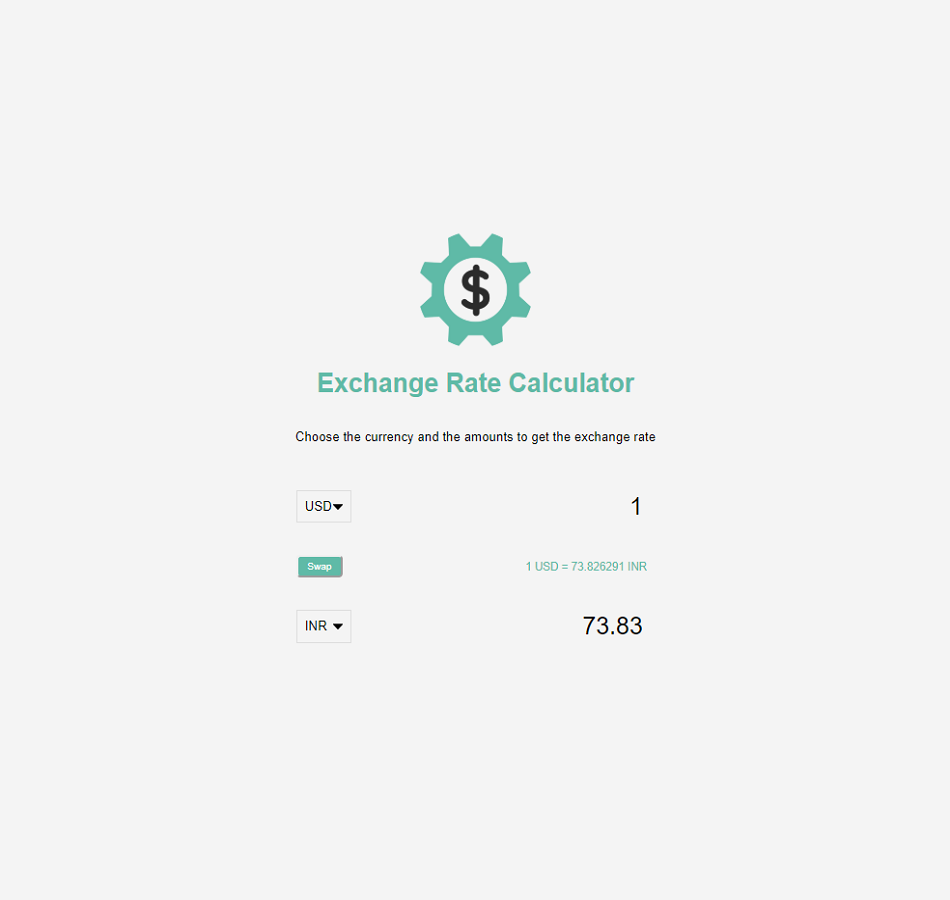 $
Exchange Rate Calculator
Choose the currency and the amounts to get the exchange rate
USD 1
Swap 1 USD = 73.826291 INR
INR 73.83